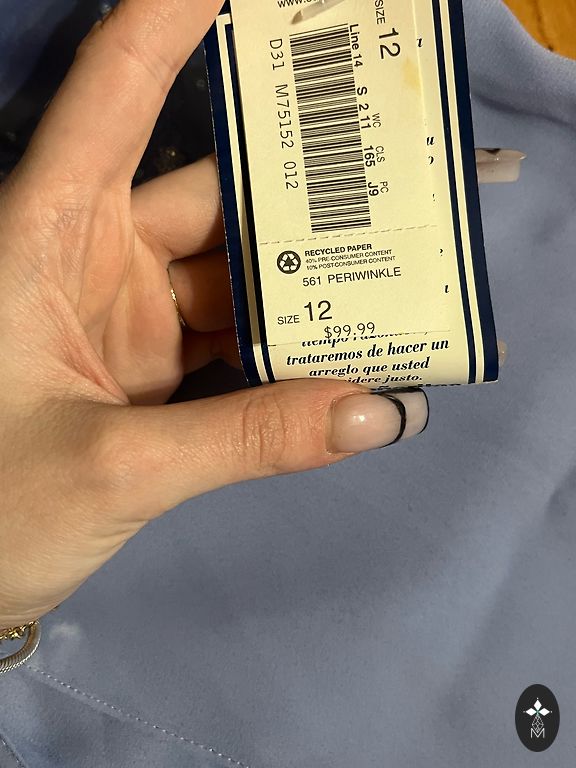 SIZE 12
Line 14
S 2 11 165 J9
WC CLS PC
D31 M75152 012
RECYCLED PAPER
40% PRE-CONSUMER CONTENT
10% POST-CONSUMER CONTENT
561 PERIWINKLE
SIZE 12
$99.99
trataremos de hacer un
arreglo que usted
justo.
M